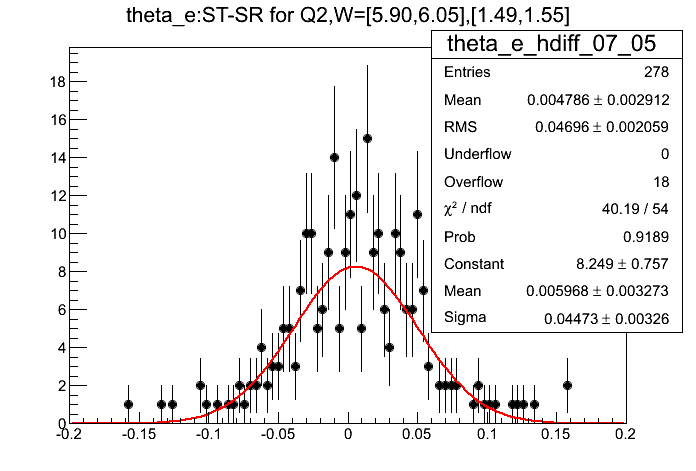 theta_e:ST-SR for Q2,W=[5.90,6.05],[1.49,1.55]
theta_e_hdiff_07_05
Entries 278
Mean 0.004786 ± 0.002912
RMS 0.04696 ± 0.002059
Underflow 0
Overflow 18
χ² / ndf 40.19 / 54
Prob 0.9189
Constant 8.249 ± 0.757
Mean 0.005968 ± 0.003273
Sigma 0.04473 ± 0.00326
18
16
14
12
10
8
6
4
2
0
-0.2 -0.15 -0.1 -0.05 0 0.05 0.1 0.15 0.2